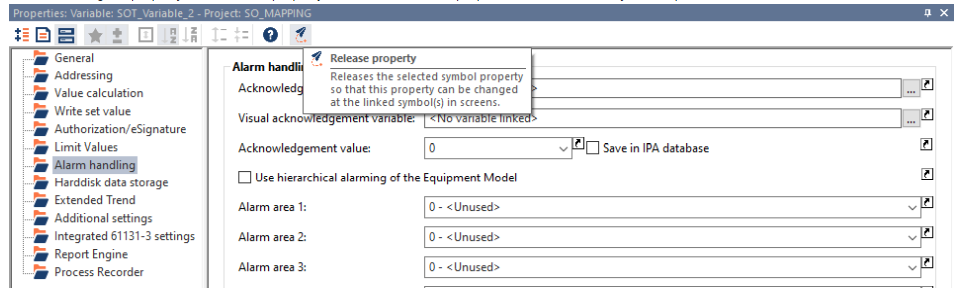 Properties: Variable: SOT_Variable_2 - Project: SO_MAPPING
General
Addressing
Value calculation
Write set value
Authorization/eSignature
Limit Values
Alarm handling
Harddisk data storage
Extended Trend
Additional settings
Integrated 61131-3 settings
Report Engine
Process Recorder
Release property
Releases the selected symbol property
so that this property can be changed
at the linked symbol(s) in screens.
Alarm handli
Acknowledg
...
Visual acknowledgement variable: <No variable linked> ...
Acknowledgement value: 0 Save in IPA database
Use hierarchical alarming of the Equipment Model
Alarm area 1: 0 - <Unused>
Alarm area 2: 0 - <Unused>
Alarm area 3: 0 - <Unused>